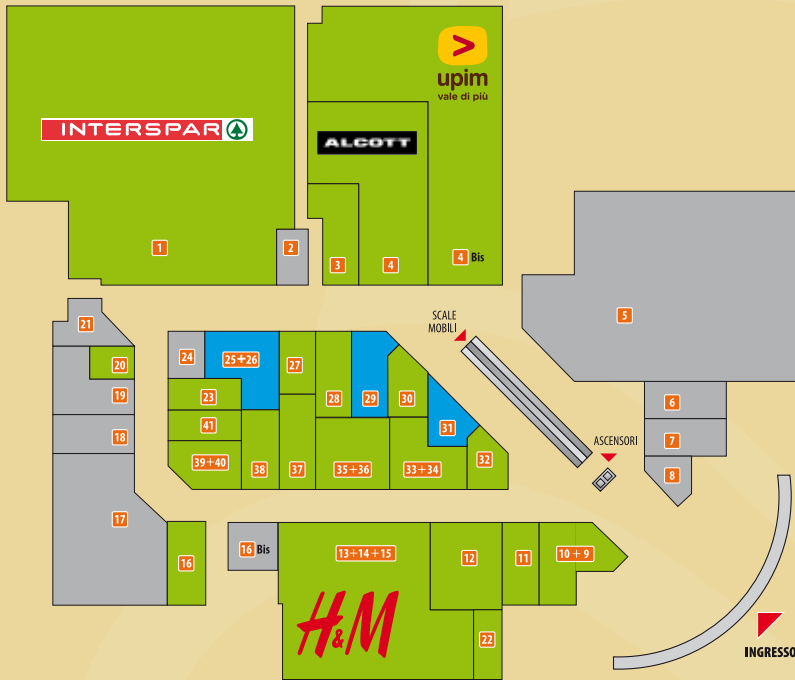 upim
vale di più
INTERSPAR
ALCOTT
1
2
3
4
4 Bis
5
SCALE
MOBILI
21
20
19
18
17
16
24
25+26
27
28
29
30
31
23
41
39+40
38
37
35+36
33+34
32
ASCENSORI
6
7
8
16 Bis
13+14+15
12
11
10 + 9
H&M
22
INGRESSO